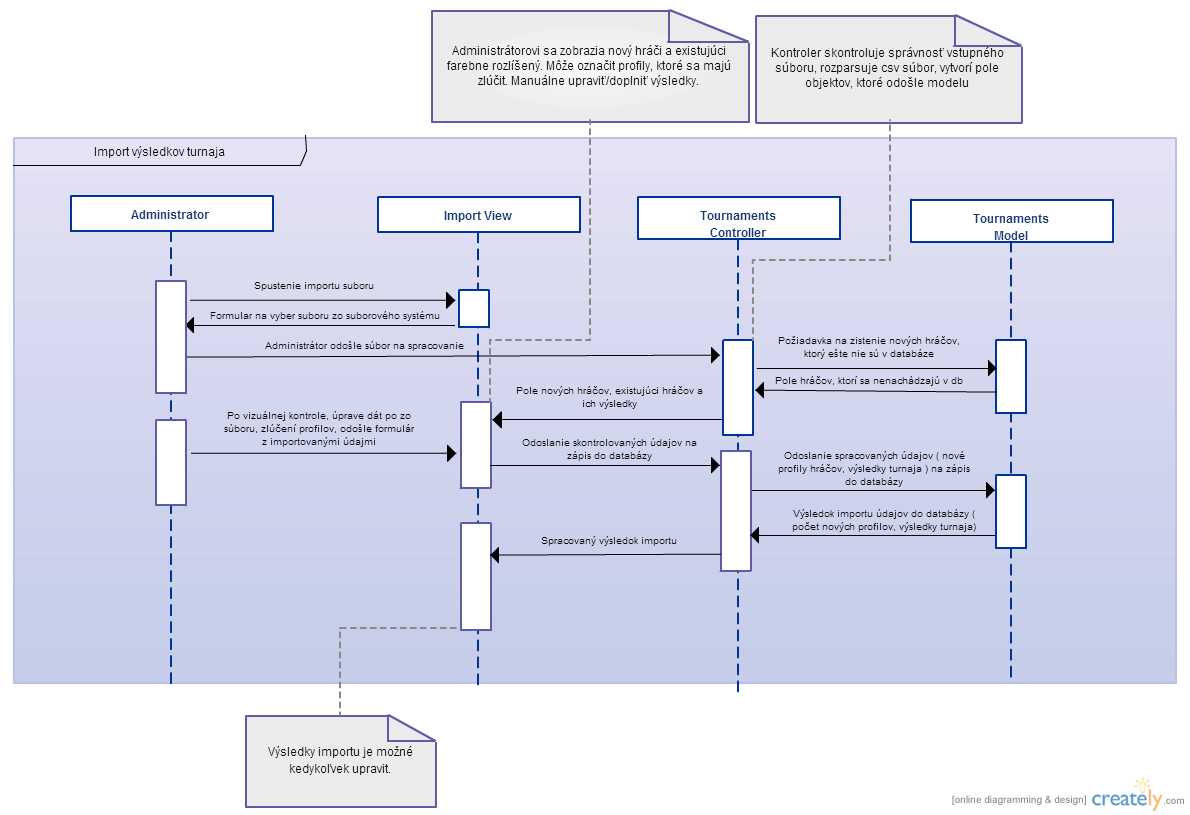 Administrátorovi sa zobrazia nový hráči a existujúci
farebne rozlíšený. Môže označit profily, ktoré sa majú
zlúčit. Manuálne upraviť/doplniť výsledky.
Kontroler skontroluje správnosť vstupného
súboru, rozparsuje csv súbor, vytvorí pole
objektov, ktoré odošle modelu
Import výsledkov turnaja
Administrator
Import View
Tournaments
Controller
Tournaments
Model
Spustenie importu suboru
Formular na vyber suboru zo suborového systému
Administrátor odošle súbor na spracovanie
Požiadavka na zistenie nových hráčov,
ktorý ešte nie sú v databáze
Pole hráčov, ktorí sa nenachádzajú v db
Pole nových hráčov, existujúci hráčov a
ich výsledky
Po vizuálnej kontrole, úprave dát po zo
súboru, zlúčení profilov, odošle formulár
z importovanými údajmi
Odoslanie skontrolovaných údajov na
zápis do databázy
Odoslanie spracovaných údajov ( nové
profily hráčov, výsledky turnaja ) na zápis
do databázy
Výsledok importu údajov do databázy (
počet nových profilov, výsledky turnaja)
Spracovaný výsledok importu
Výsledky importu je možné
kedykoľvek upravit.
[online diagramming & design] creately.com